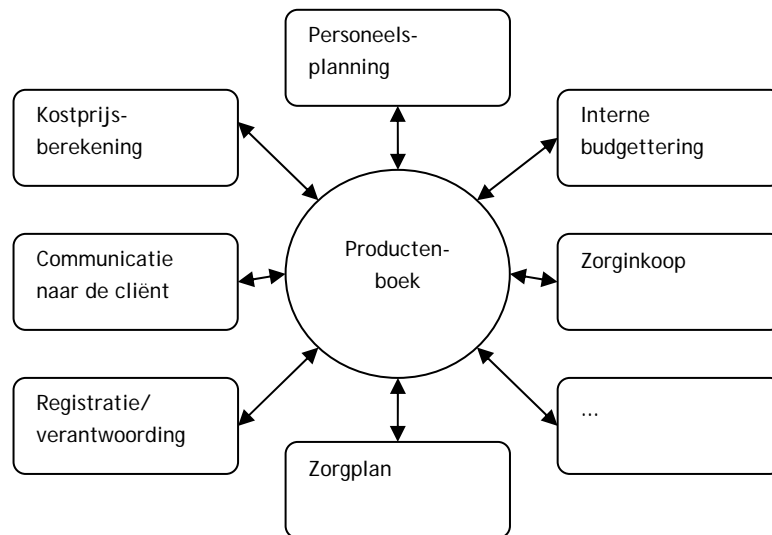 Personeels-
planning
Kostprijs-
berekening
Interne
budgettering
Producten-
boek
Communicatie
naar de cliënt
Zorginkoop
Registratie/
verantwoording
...
Zorgplan